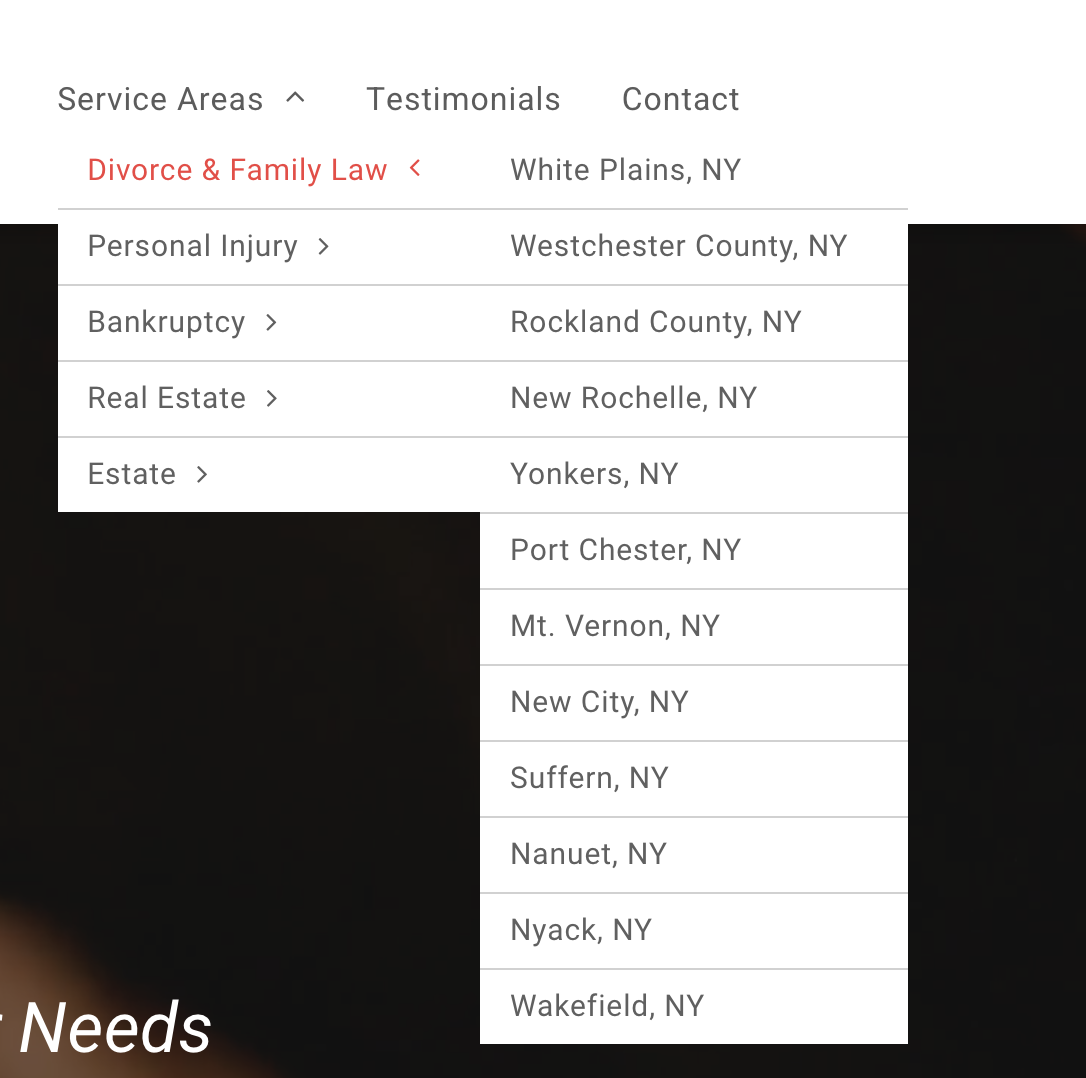 Service Areas
Testimonials
Contact
Divorce & Family Law
Personal Injury
Bankruptcy
Real Estate
Estate
White Plains, NY
Westchester County, NY
Rockland County, NY
New Rochelle, NY
Yonkers, NY
Port Chester, NY
Mt. Vernon, NY
New City, NY
Suffern, NY
Nanuet, NY
Nyack, NY
Wakefield, NY
Needs